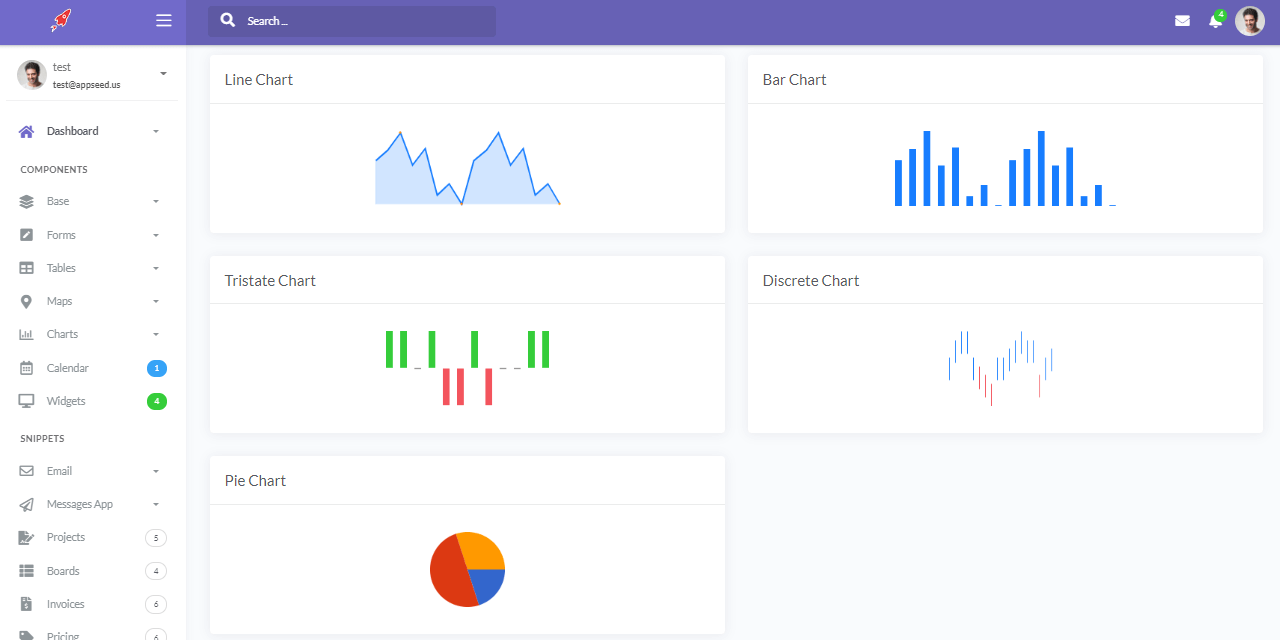 Search ...
4
test
test@appseed.us
Dashboard
COMPONENTS
Base
Forms
Tables
Maps
Charts
Calendar 1
Widgets 4
SNIPPETS
Email
Messages App
Projects 5
Boards 4
Invoices 6
Pricing 6
Line Chart
Bar Chart
Tristate Chart
Discrete Chart
Pie Chart